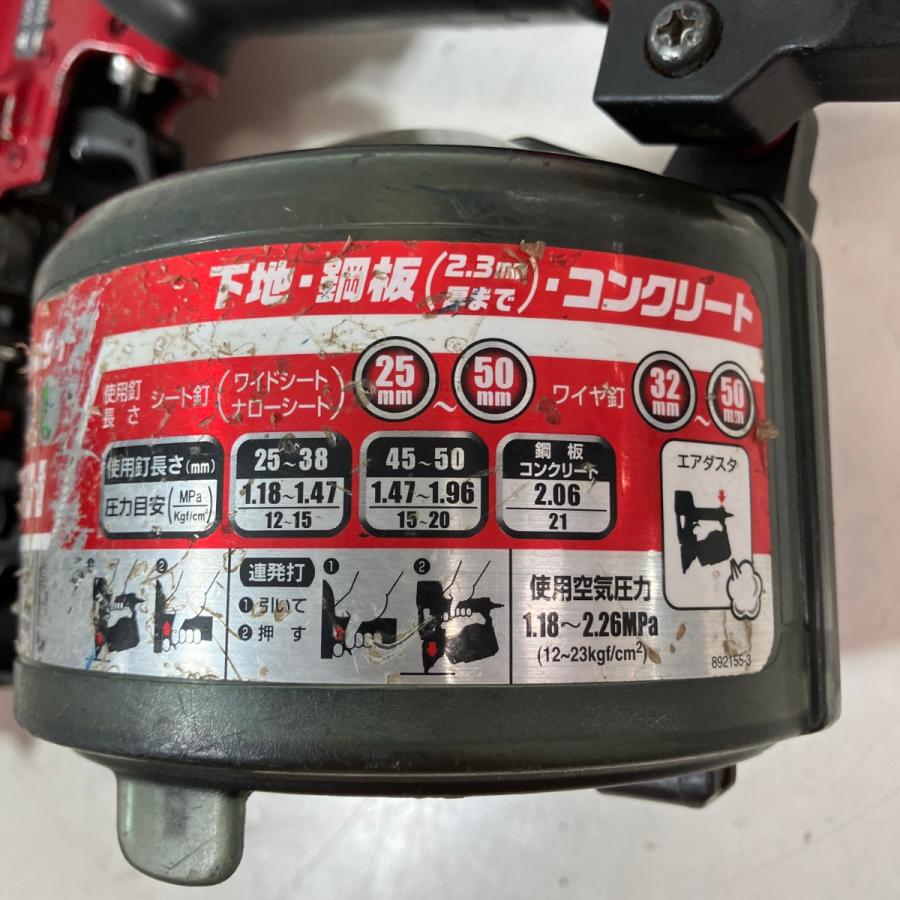 下地・鋼板(2.3mm厚まで)・コンクリート
使用釘長さ シート釘(ワイドシート ナローシート) 25mm～50mm ワイヤ釘 32mm～50mm
使用釘長さ(mm) 25～38 45～50 鋼板コンクリート
圧力目安(MPa/Kgf/cm²) 1.18～1.47 1.47～1.96 2.06
12～15 15～20 21
エアダスタ
❷
連発打 ❶ ❷
❶引いて
❷押す
使用空気圧力
1.18～2.26MPa
(12～23kgf/cm²)
892155-3